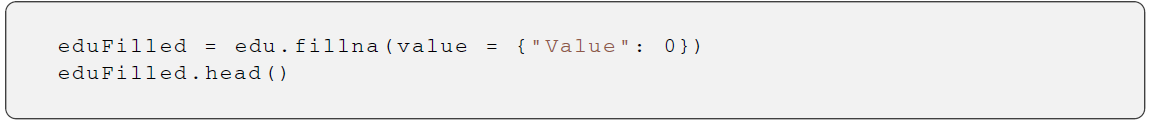 eduFilled = edu.fillna(value = {"Value": 0})
eduFilled.head()